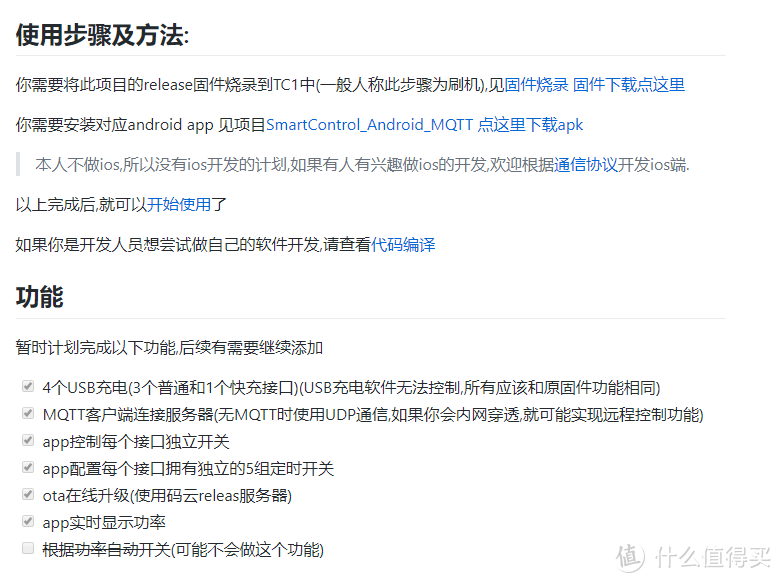 使用步骤及方法:
你需要将此项目的release固件烧录到TC1中(一般人称此步骤为刷机),见固件烧录 固件下载点这里
你需要安装对应android app 见项目SmartControl_Android_MQTT 点这里下载apk
本人不做ios,所以没有ios开发的计划,如果有人有兴趣做ios的开发,欢迎根据通信协议开发ios端.
以上完成后,就可以开始使用了
如果你是开发人员想尝试做自己的软件开发,请查看代码编译
功能
暂时计划完成以下功能,后续有需要继续添加
4个USB充电(3个普通和1个快充接口)(USB充电软件无法控制,所有应该和原固件功能相同)
MQTT客户端连接服务器(无MQTT时使用UDP通信,如果你会内网穿透,就可能实现远程控制功能)
app控制每个接口独立开关
app配置每个接口拥有独立的5组定时开关
ota在线升级(使用码云releas服务器)
app实时显示功率
根据功率自动开关(可能不会做这个功能)
值 什么值得买